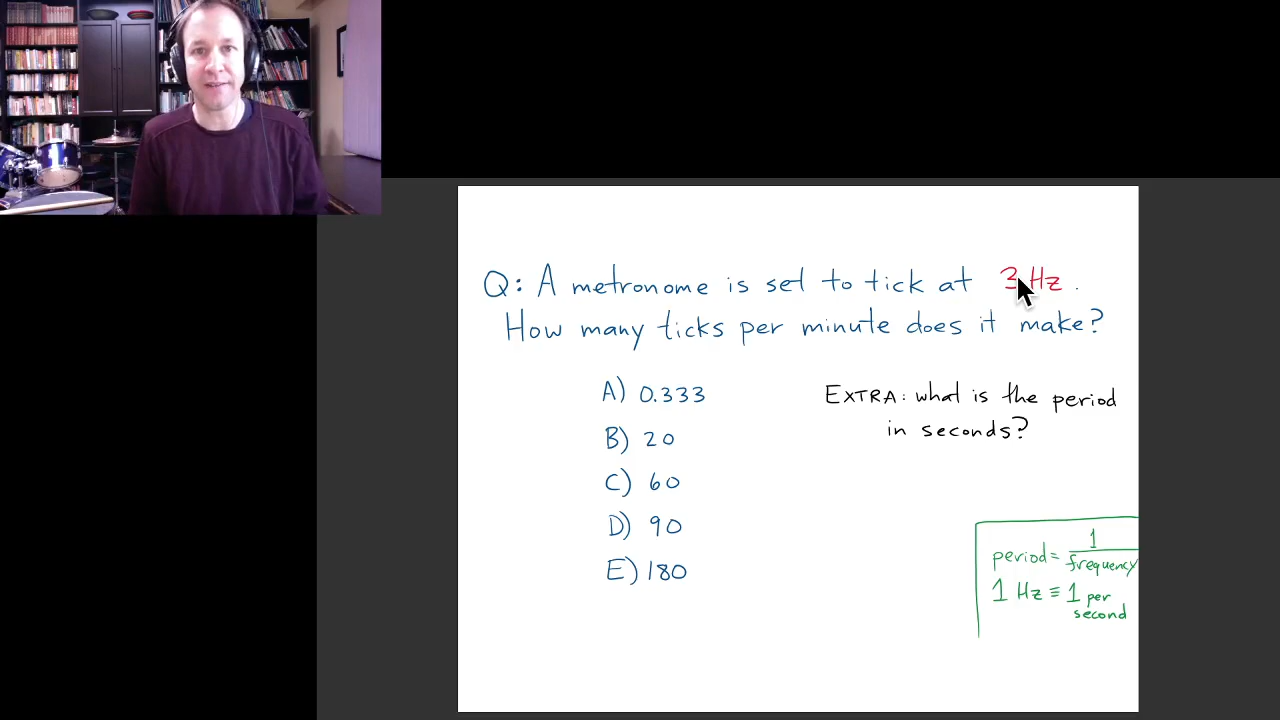 Q: A metronome is set to tick at 3 Hz.
How many ticks per minute does it make?
A) 0.333
B) 20
C) 60
D) 90
E) 180
EXTRA: what is the period
in seconds?
period = 1
frequency
1 Hz ≡ 1 per
second